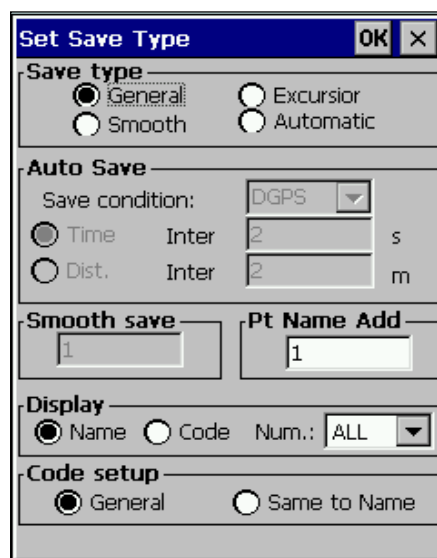 Set Save Type OK ×
Save type
General Excursior
Smooth Automatic
Auto Save
Save condition: DGPS
Time Inter 2 s
Dist. Inter 2 m
Smooth save Pt Name Add
1 1
Display
Name Code Num.: ALL
Code setup
General Same to Name